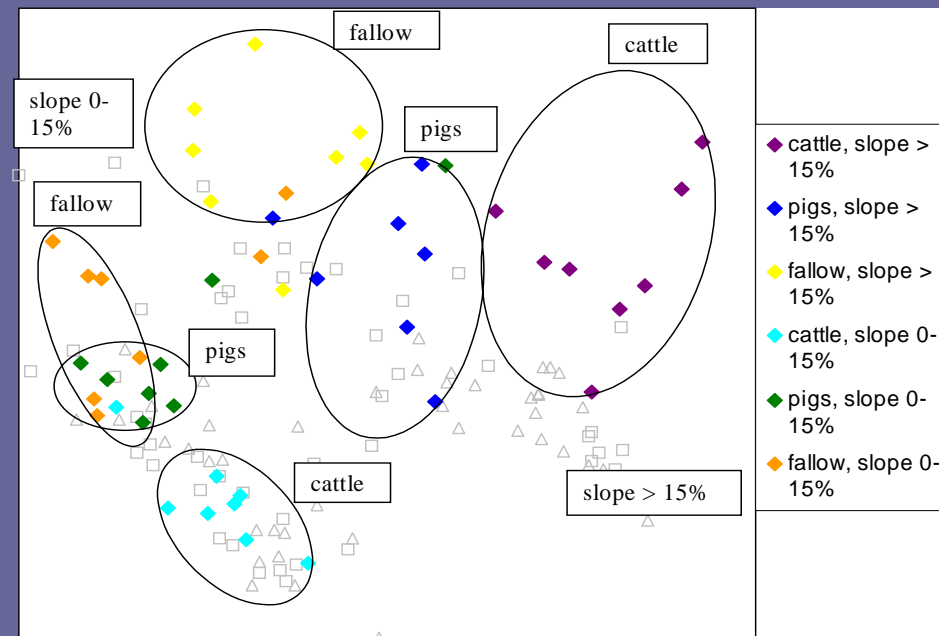 fallow
cattle
slope 0-
15%
pigs
fallow
pigs
cattle
slope > 15%
cattle, slope >
15%
pigs, slope >
15%
fallow, slope >
15%
cattle, slope 0-
15%
pigs, slope 0-
15%
fallow, slope 0-
15%